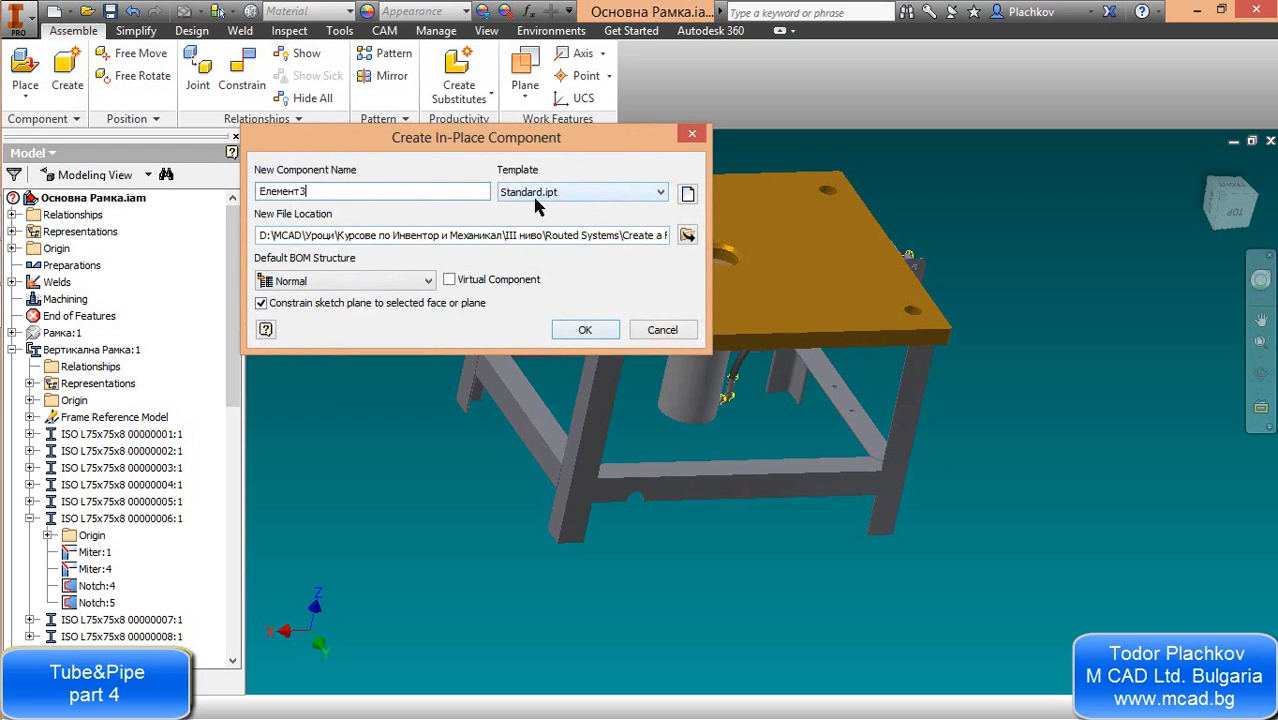 PRO
Material
Appearance
fx
Основна Рамка.ia...
Type a keyword or phrase
Plachkov
Assemble Simplify Design Weld Inspect Tools CAM Manage View Environments Get Started Autodesk 360
Place
Create
Free Move
Free Rotate
Joint
Constrain
Show
Show Sick
Hide All
Pattern
Mirror
Create
Substitutes
Plane
Axis
Point
UCS
Component
Position
Relationships
Pattern
Work Features
Create In-Place Component
New Component Name
Template
Елемент3
Standard.ipt
New File Location
D:\MCAD\Уроци\Курсове по Инвентор и Механикал\III ниво\Routed Systems\Create a
Default BOM Structure
Normal
Virtual Component
Constrain sketch plane to selected face or plane
OK
Cancel
Model
Modeling View
Основна Рамка.iam
Relationships
Representations
Origin
Preparations
Welds
Machining
End of Features
Рамка:1
Вертикална Рамка:1
Relationships
Representations
Origin
Frame Reference Model
ISO L75x75x8 00000001:1
ISO L75x75x8 00000002:1
ISO L75x75x8 00000003:1
ISO L75x75x8 00000004:1
ISO L75x75x8 00000005:1
ISO L75x75x8 00000006:1
Origin
Miter:1
Miter:4
Notch:4
Notch:5
ISO L75x75x8 00000007:1
ISO L75x75x8 00000008:1
Z
X
Y
Tube&Pipe
part 4
Todor Plachkov
M CAD Ltd. Bulgaria
www.mcad.bg